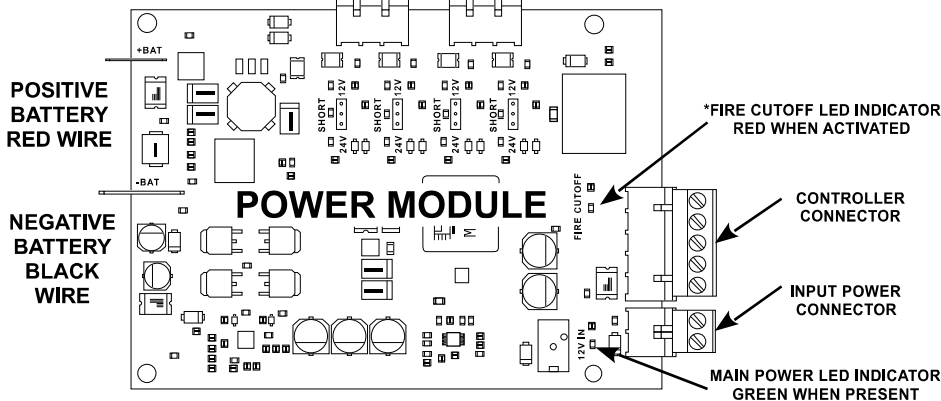 +BAT
POSITIVE
BATTERY
RED WIRE
SHORT 12V 24V
SHORT 12V 24V
SHORT 12V 24V
SHORT 12V 24V
*FIRE CUTOFF LED INDICATOR
RED WHEN ACTIVATED
-BAT
POWER MODULE
FIRE CUTOFF
CONTROLLER
CONNECTOR
NEGATIVE
BATTERY
BLACK
WIRE
M
INPUT POWER
CONNECTOR
12V IN
MAIN POWER LED INDICATOR
GREEN WHEN PRESENT